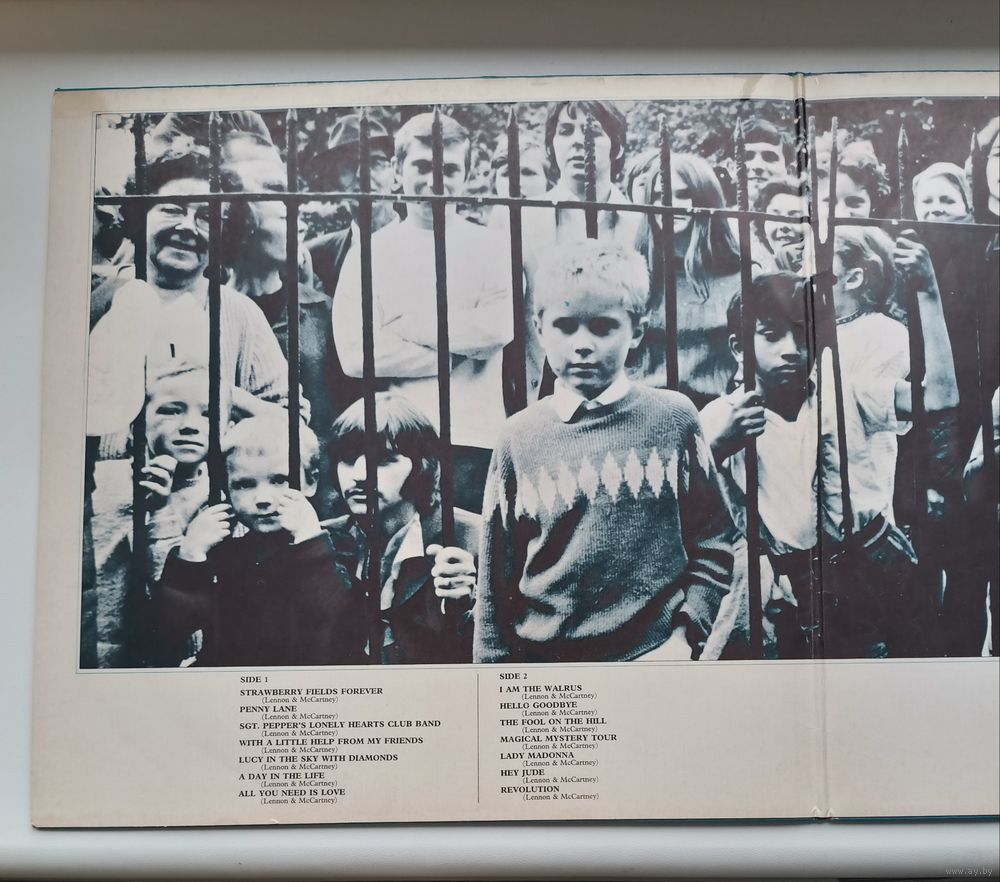 SIDE 1
STRAWBERRY FIELDS FOREVER
(Lennon & McCartney)
PENNY LANE
(Lennon & McCartney)
SGT. PEPPER'S LONELY HEARTS CLUB BAND
(Lennon & McCartney)
WITH A LITTLE HELP FROM MY FRIENDS
(Lennon & McCartney)
LUCY IN THE SKY WITH DIAMONDS
(Lennon & McCartney)
A DAY IN THE LIFE
(Lennon & McCartney)
ALL YOU NEED IS LOVE
(Lennon & McCartney)
SIDE 2
I AM THE WALRUS
(Lennon & McCartney)
HELLO GOODBYE
(Lennon & McCartney)
THE FOOL ON THE HILL
(Lennon & McCartney)
MAGICAL MYSTERY TOUR
(Lennon & McCartney)
LADY MADONNA
(Lennon & McCartney)
HEY JUDE
(Lennon & McCartney)
REVOLUTION
(Lennon & McCartney)
www.ay.by